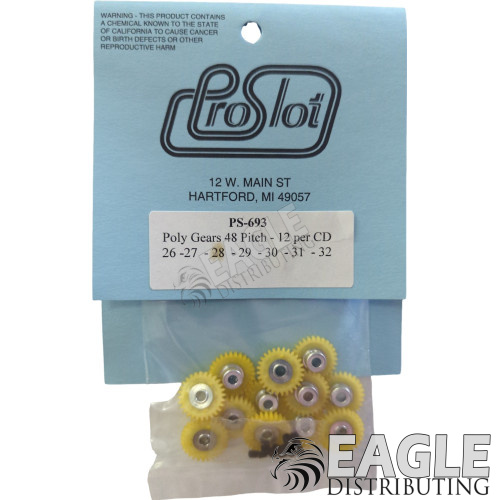 WARNING - THIS PRODUCT CONTAINS
A CHEMICAL KNOWN TO THE STATE
OF CALIFORNIA TO CAUSE CANCER
OR BIRTH DEFECTS OR OTHER
REPRODUCTIVE HARM
ProSlot
12 W. MAIN ST
HARTFORD, MI 49057
PS-693
Poly Gears 48 Pitch - 12 per CD
26 -27 - 28 - 29 - 30 - 31 - 32
EAGLE
DISTRIBUTING
EAGLE
DISTRIBUTING